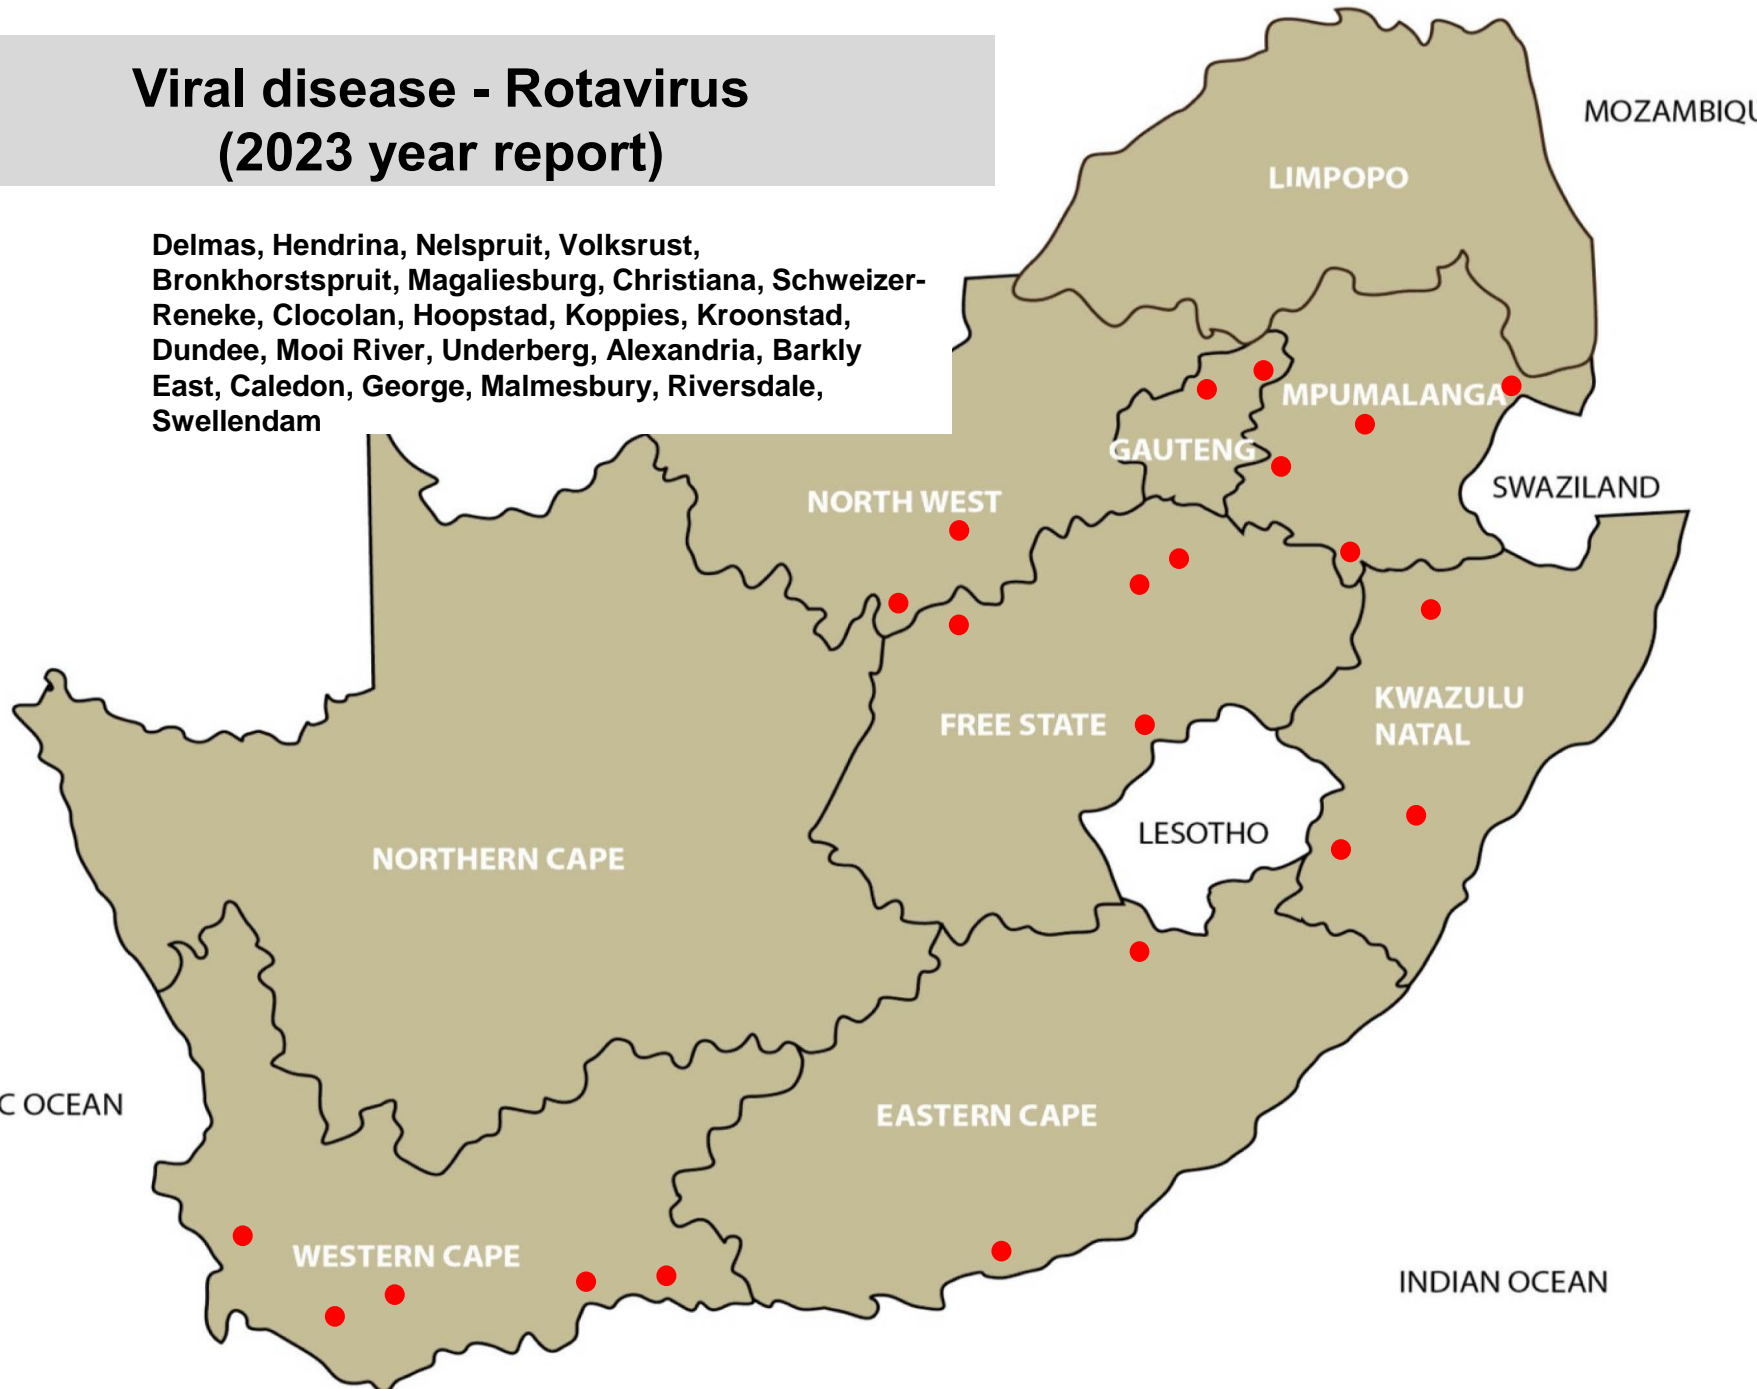 Viral disease - Rotavirus
(2023 year report)
Delmas, Hendrina, Nelspruit, Volksrust,
Bronkhorstspruit, Magaliesburg, Christiana, Schweizer-
Reneke, Clocolan, Hoopstad, Koppies, Kroonstad,
Dundee, Mooi River, Underberg, Alexandria, Barkly
East, Caledon, George, Malmesbury, Riversdale,
Swellendam
MOZAMBIQU
LIMPOPO
MPUMALANGA
GAUTENG
SWAZILAND
NORTH WEST
KWAZULU
NATAL
FREE STATE
LESOTHO
NORTHERN CAPE
C OCEAN
EASTERN CAPE
WESTERN CAPE
INDIAN OCEAN